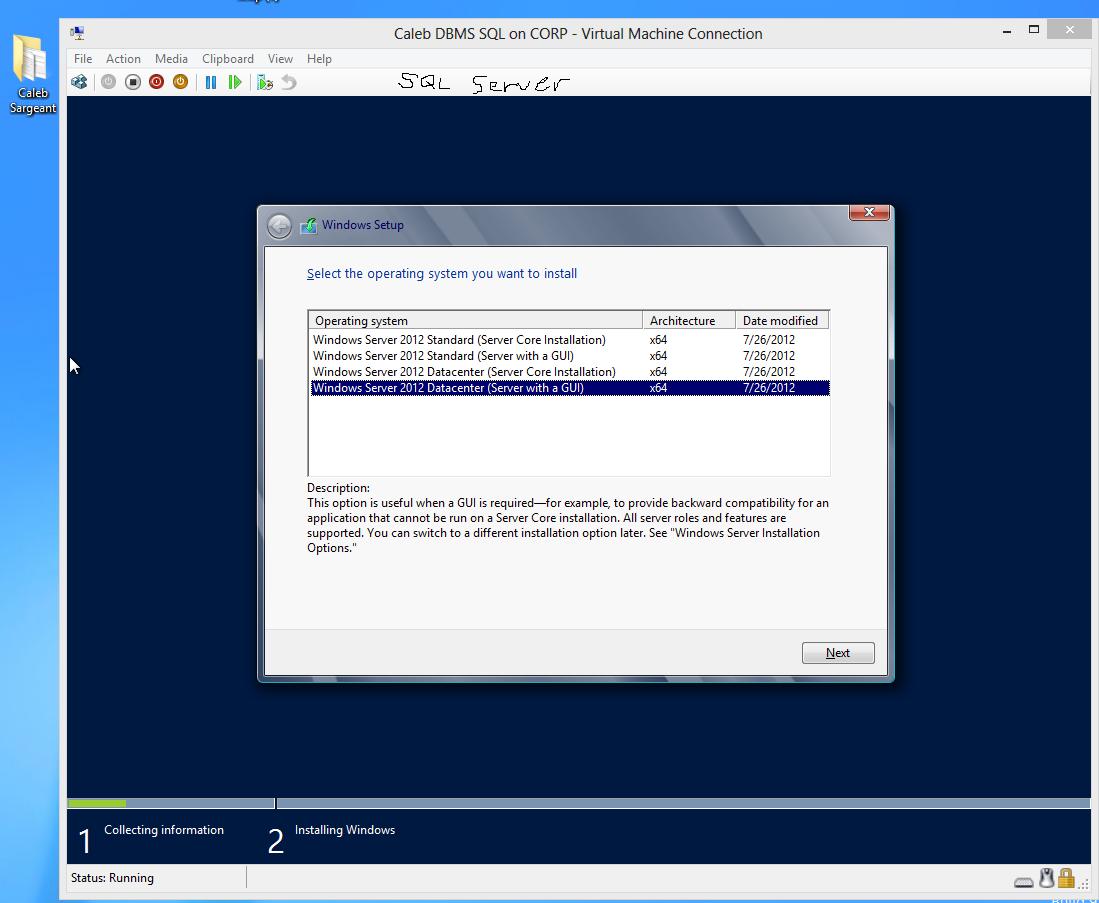 Caleb DBMS SQL on CORP - Virtual Machine Connection
File Action Media Clipboard View Help
SQL Server
Caleb
Sargeant
Windows Setup
Select the operating system you want to install
Operating system Architecture Date modified
Windows Server 2012 Standard (Server Core Installation) x64 7/26/2012
Windows Server 2012 Standard (Server with a GUI) x64 7/26/2012
Windows Server 2012 Datacenter (Server Core Installation) x64 7/26/2012
Windows Server 2012 Datacenter (Server with a GUI) x64 7/26/2012
Description:
This option is useful when a GUI is required—for example, to provide backward compatibility for an
application that cannot be run on a Server Core installation. All server roles and features are
supported. You can switch to a different installation option later. See "Windows Server Installation
Options."
Next
1 Collecting information 2 Installing Windows
Status: Running